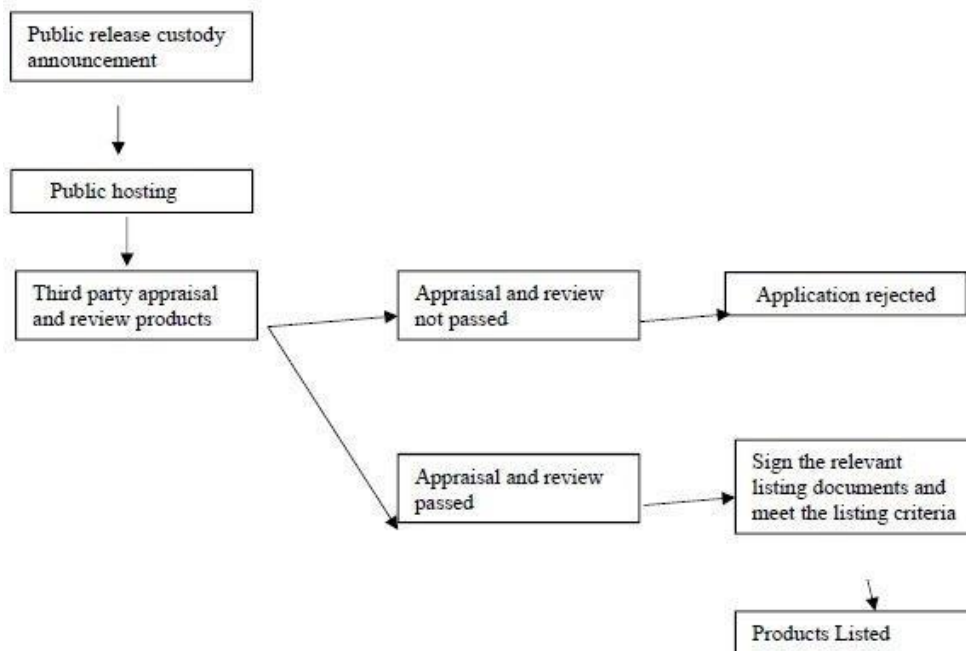 Public release custody
announcement
Public hosting
Third party appraisal
and review products
Appraisal and review
not passed
Application rejected
Appraisal and review
passed
Sign the relevant
listing documents and
meet the listing criteria
Products Listed